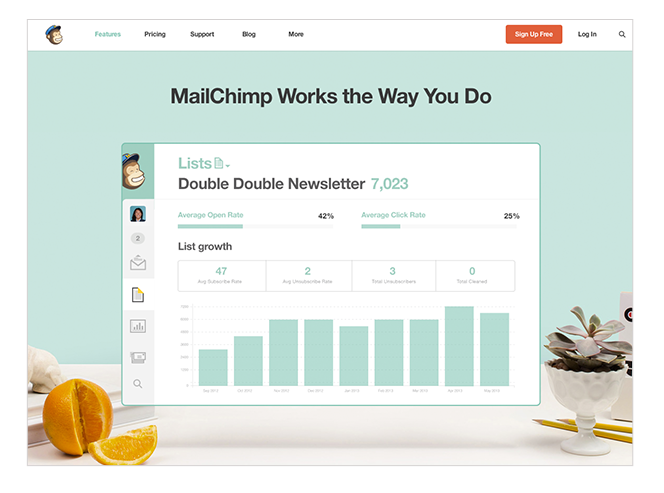 Features Pricing Support Blog More Sign Up Free Log In
MailChimp Works the Way You Do
Lists
Double Double Newsletter 7,023
Average Open Rate 42% Average Click Rate 25%
List growth
47 2 3 0
Avg Subscribe Rate Avg Unsubscribe Rate Total Unsubscribers Total Cleaned
2